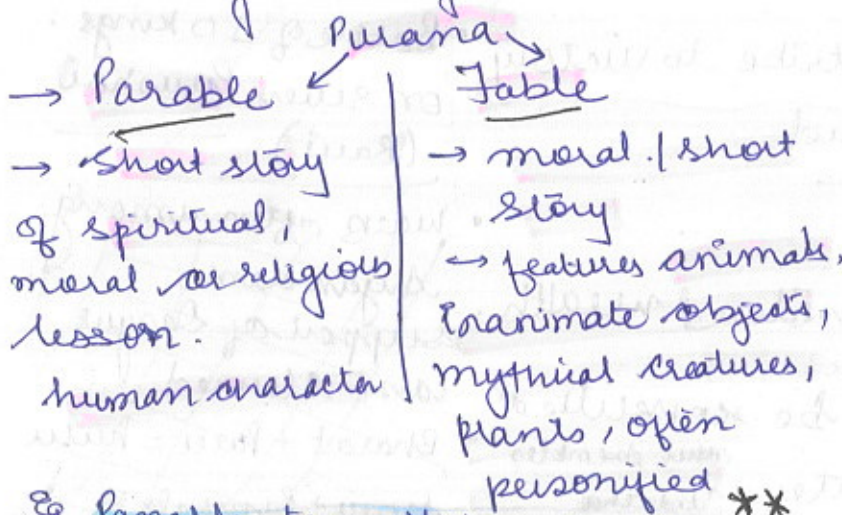 Purana
→ Parable
→ Short story
of spiritual,
moral or religious
lesson.
human character
Fable
→ moral / short
story
→ features animals,
inanimate objects,
mythical creatures,
plants, often
personified **